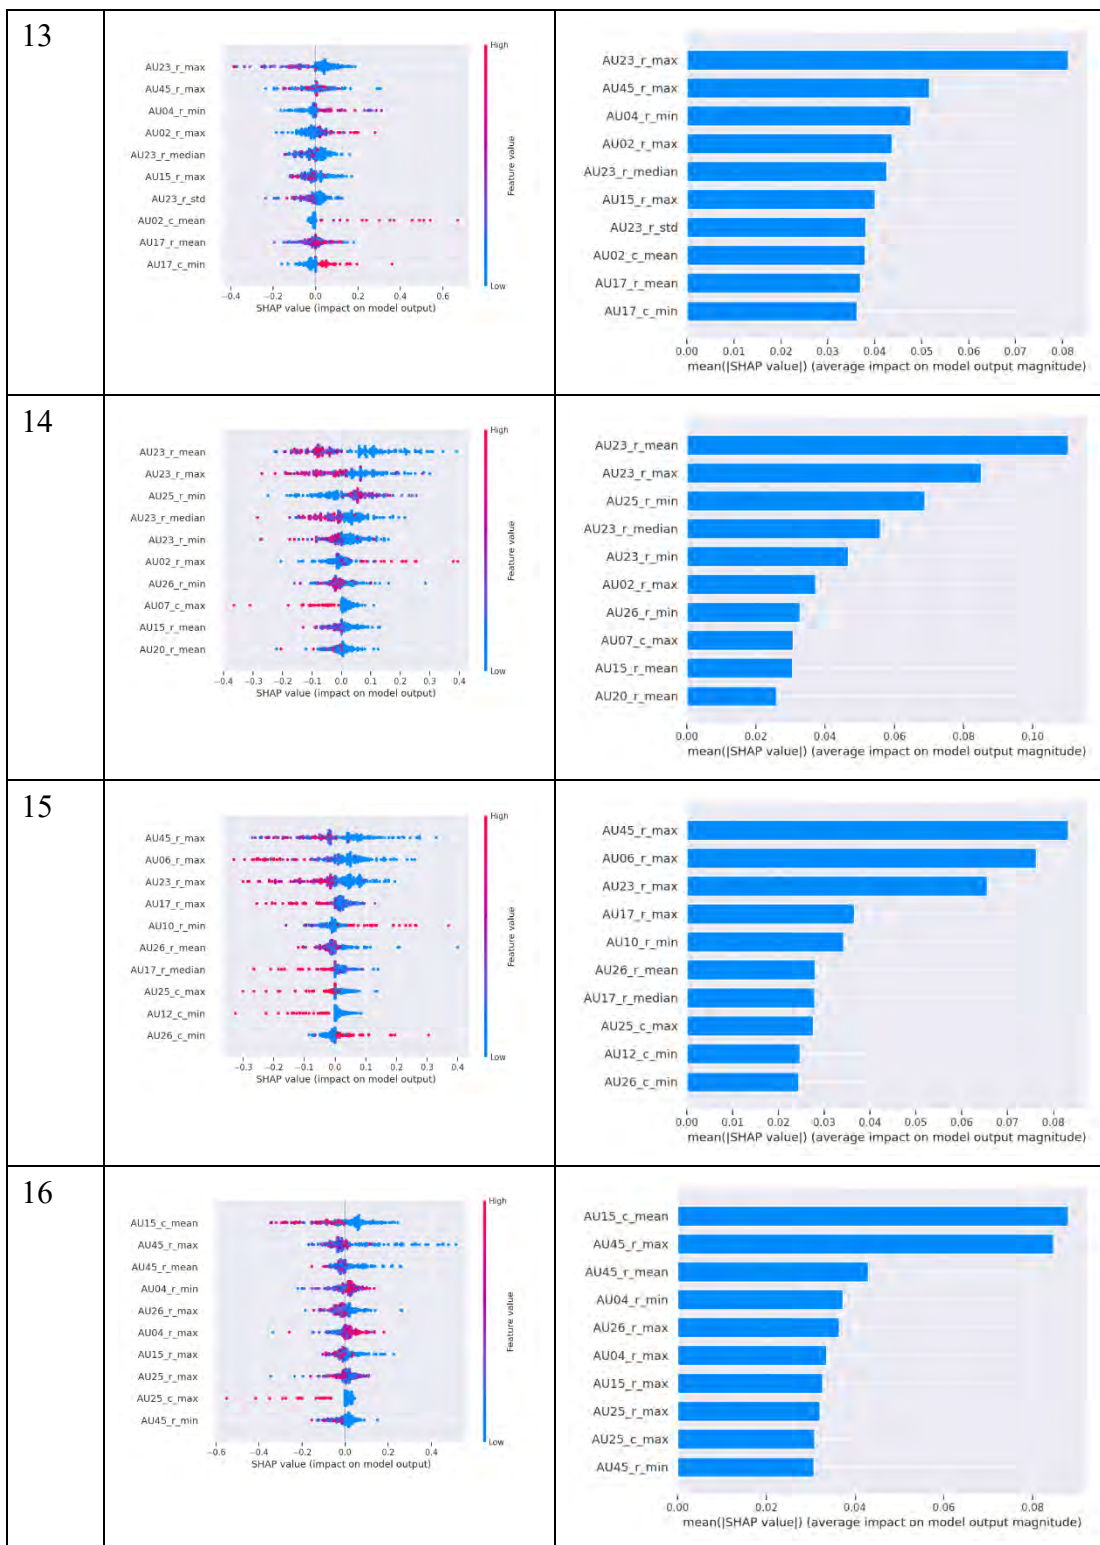 13
AU23_r_max
AU45_r_max
AU04_r_min
AU02_r_max
AU23_r_median
AU15_r_max
AU23_r_std
AU02_c_mean
AU17_r_mean
AU17_c_min
−0.4 −0.2 0.0 0.2 0.4 0.6
SHAP value (impact on model output)
High
Feature value
Low
AU23_r_max
AU45_r_max
AU04_r_min
AU02_r_max
AU23_r_median
AU15_r_max
AU23_r_std
AU02_c_mean
AU17_r_mean
AU17_c_min
0.00 0.01 0.02 0.03 0.04 0.05 0.06 0.07 0.08
mean(|SHAP value|) (average impact on model output magnitude)
14
AU23_r_mean
AU23_r_max
AU25_r_min
AU23_r_median
AU23_r_min
AU02_r_max
AU26_r_min
AU07_c_max
AU15_r_mean
AU20_r_mean
−0.4 −0.3 −0.2 −0.1 0.0 0.1 0.2 0.3 0.4
SHAP value (impact on model output)
High
Feature value
Low
AU23_r_mean
AU23_r_max
AU25_r_min
AU23_r_median
AU23_r_min
AU02_r_max
AU26_r_min
AU07_c_max
AU15_r_mean
AU20_r_mean
0.00 0.02 0.04 0.06 0.08 0.10
mean(|SHAP value|) (average impact on model output magnitude)
15
AU45_r_max
AU06_r_max
AU23_r_max
AU17_r_max
AU10_r_min
AU26_r_mean
AU17_r_median
AU25_c_max
AU12_c_min
AU26_c_min
−0.3 −0.2 −0.1 0.0 0.1 0.2 0.3 0.4
SHAP value (impact on model output)
High
Feature value
Low
AU45_r_max
AU06_r_max
AU23_r_max
AU17_r_max
AU10_r_min
AU26_r_mean
AU17_r_median
AU25_c_max
AU12_c_min
AU26_c_min
0.00 0.01 0.02 0.03 0.04 0.05 0.06 0.07 0.08
mean(|SHAP value|) (average impact on model output magnitude)
16
AU15_c_mean
AU45_r_max
AU45_r_mean
AU04_r_min
AU26_r_max
AU04_r_max
AU15_r_max
AU25_r_max
AU25_c_max
AU45_r_min
−0.6 −0.4 −0.2 0.0 0.2 0.4
SHAP value (impact on model output)
High
Feature value
Low
AU15_c_mean
AU45_r_max
AU45_r_mean
AU04_r_min
AU26_r_max
AU04_r_max
AU15_r_max
AU25_r_max
AU25_c_max
AU45_r_min
0.00 0.02 0.04 0.06 0.08
mean(|SHAP value|) (average impact on model output magnitude)